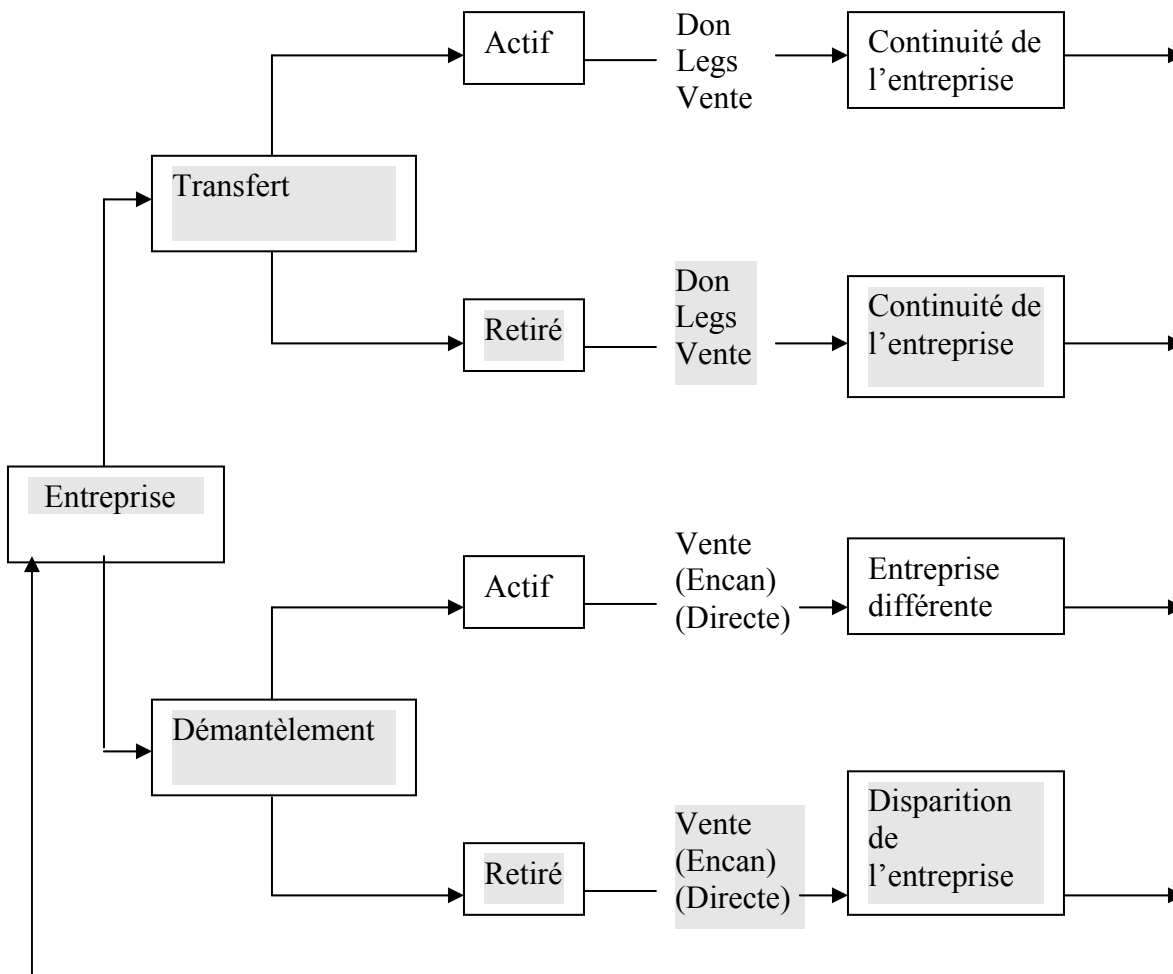 Actif
Don
Legs
Vente
Continuité de
l’entreprise
Transfert
Retiré
Don
Legs
Vente
Continuité de
l’entreprise
Entreprise
Actif
Vente
(Encan)
(Directe)
Entreprise
différente
Démantèlement
Retiré
Vente
(Encan)
(Directe)
Disparition
de
l’entreprise